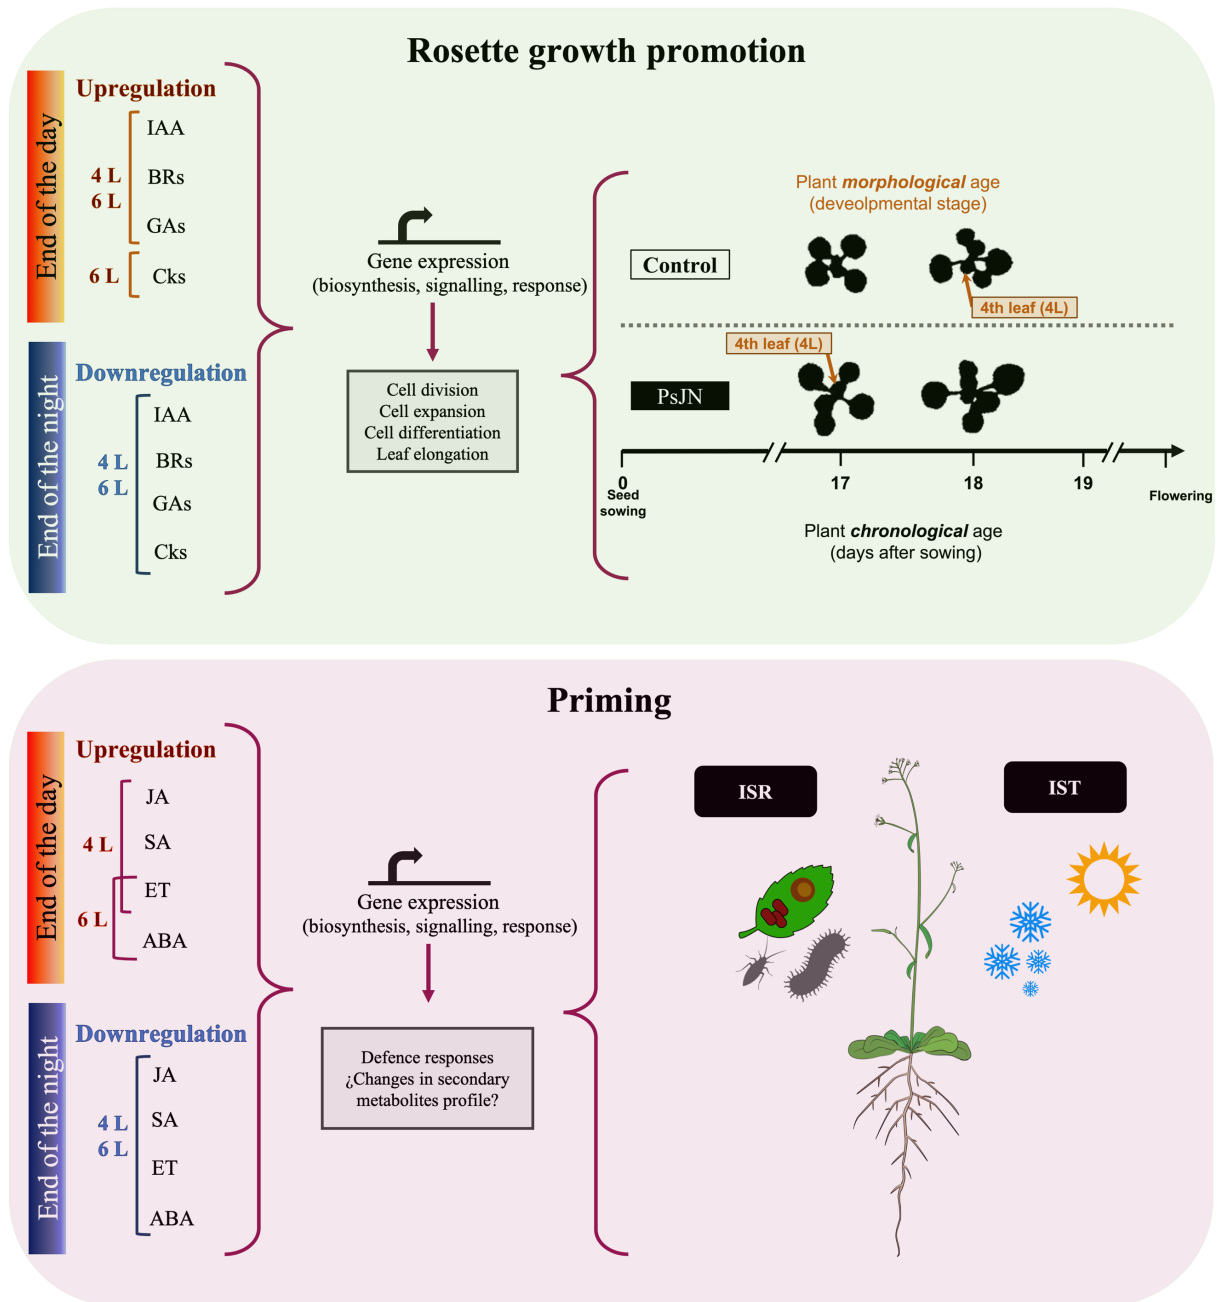 Rosette growth promotion
End of the day
Upregulation
IAA
4 L
BRs
6 L
GAs
6 L
Cks
End of the night
Downregulation
IAA
4 L
BRs
6 L
GAs
Cks
Gene expression
(biosynthesis, signalling, response)
Cell division
Cell expansion
Cell differentiation
Leaf elongation
Plant morphological age
(deveolpmental stage)
Control
4th leaf (4L)
4th leaf (4L)
PsJN
0
17
18
19
Seed
sowing
Flowering
Plant chronological age
(days after sowing)
Priming
End of the day
Upregulation
JA
4 L
SA
ET
6 L
ABA
End of the night
Downregulation
JA
4 L
SA
6 L
ET
ABA
Gene expression
(biosynthesis, signalling, response)
Defence responses
¿Changes in secondary
metabolites profile?
ISR
IST